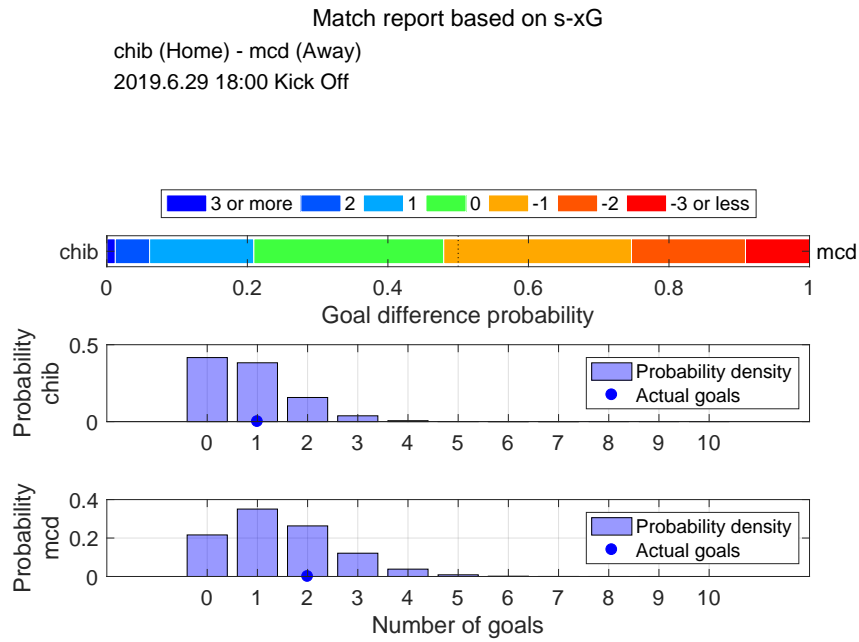 Match report based on s-xG
chib (Home) - mcd (Away)
2019.6.29 18:00 Kick Off
3 or more 2 1 0 -1 -2 -3 or less
chib mcd
0 0.2 0.4 0.6 0.8 1
Goal difference probability
Probability
chib
0.5
0
Probability density
Actual goals
0 1 2 3 4 5 6 7 8 9 10
Probability
mcd
0.4
0.2
0
Probability density
Actual goals
0 1 2 3 4 5 6 7 8 9 10
Number of goals